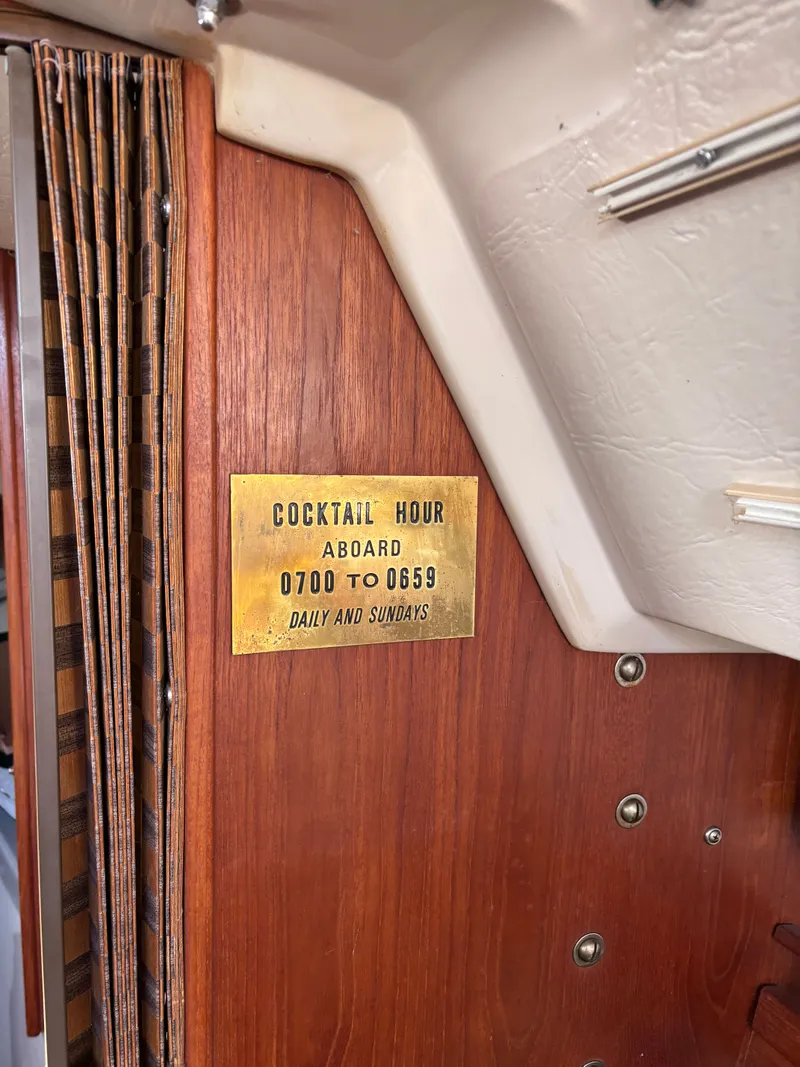 COCKTAIL HOUR
ABOARD
0700 TO 0659
DAILY AND SUNDAYS